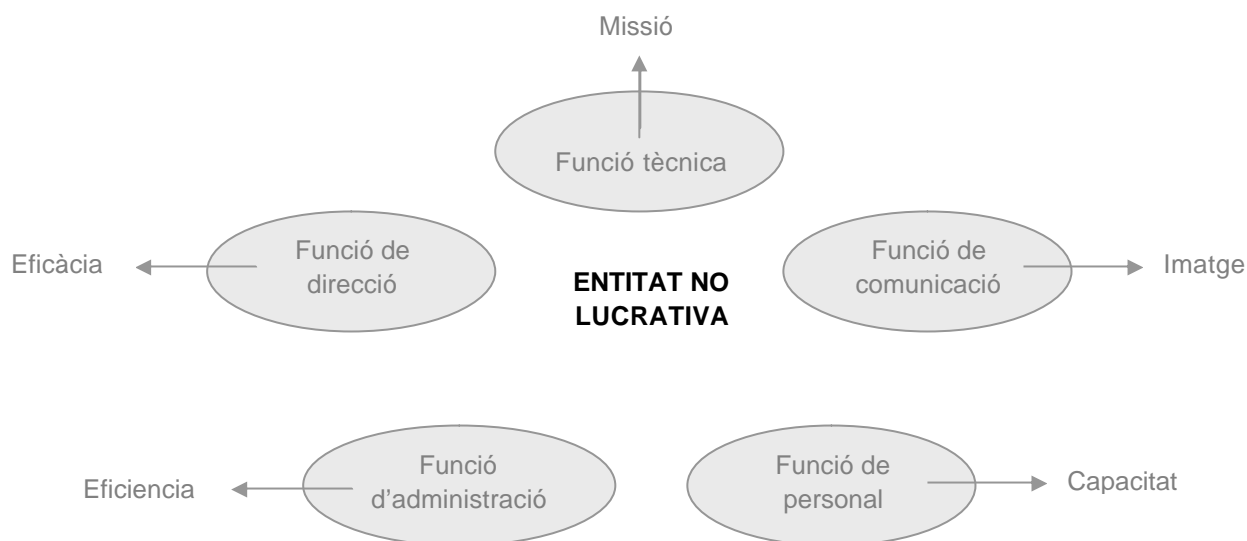 Missió
Funció tècnica
Eficàcia
Funció de
direcció
ENTITAT NO
LUCRATIVA
Funció de
comunicació
Imatge
Eficiencia
Funció
d’administració
Funció de
personal
Capacitat